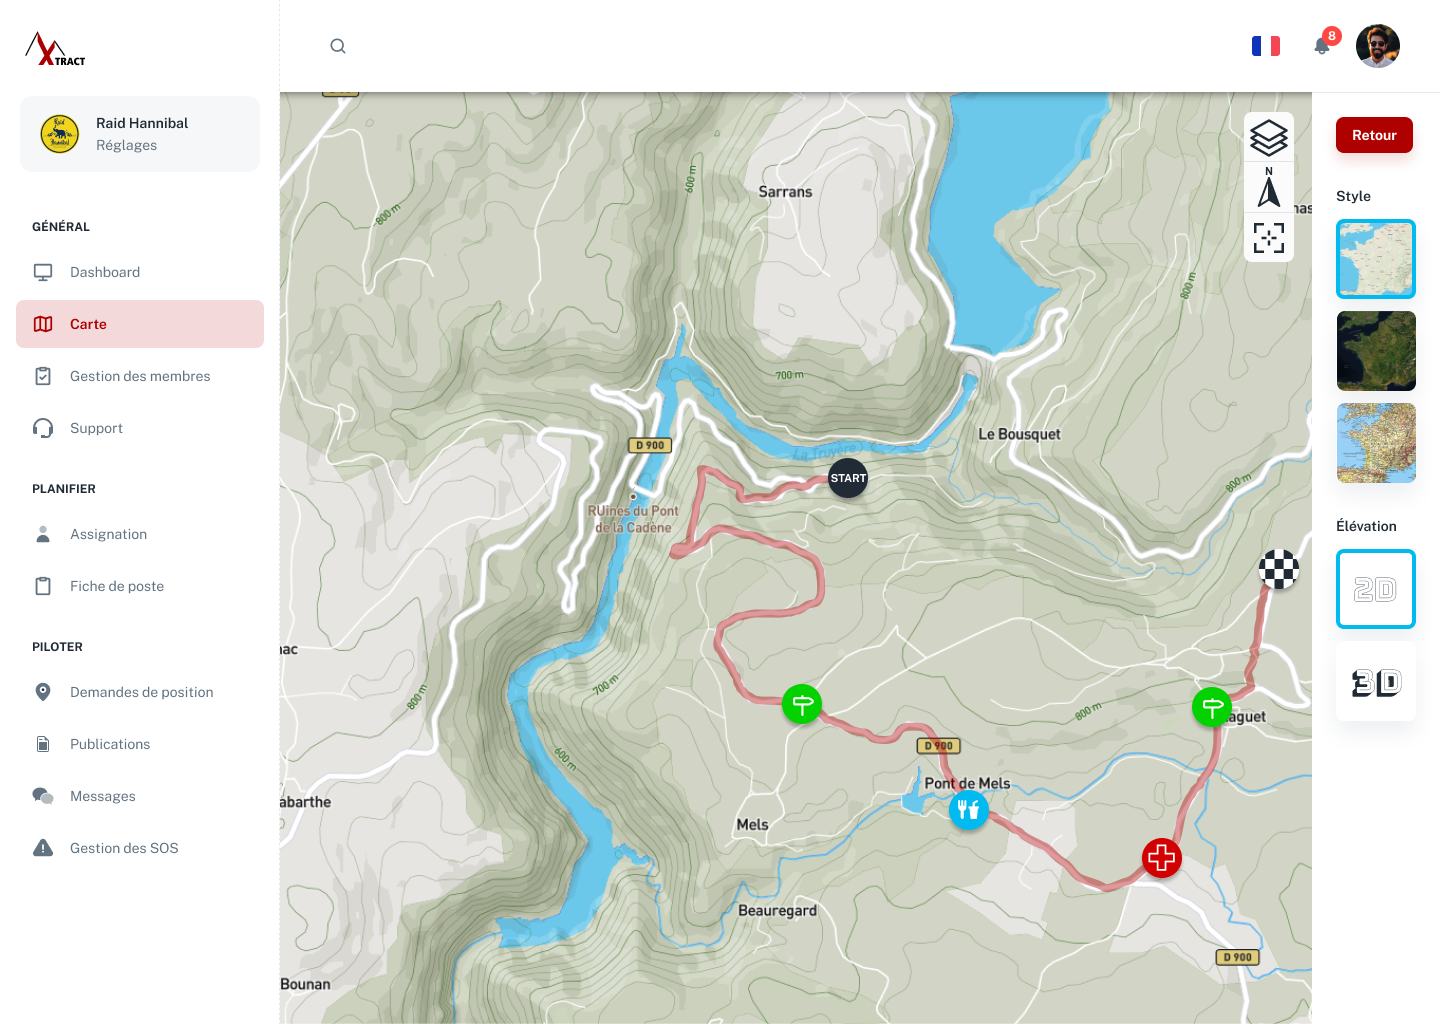 XTRACT
8
Raid Hannibal
Réglages
Raid
Hannibal
GÉNÉRAL
Dashboard
Carte
Gestion des membres
Support
PLANIFIER
Assignation
Fiche de poste
PILOTER
Demandes de position
Publications
Messages
Gestion des SOS
600 m
800 m
Sarrans
N
800 m
700 m
D 900
La Truyère
Le Bousquet
START
800 m
RUines du Pont
de la Cadène
700 m
800 m
800 m
600 m
D 900
Pont de Mels
Mels
Beauregard
D 900
Bounan
Retour
Style
Élévation
2D
3D